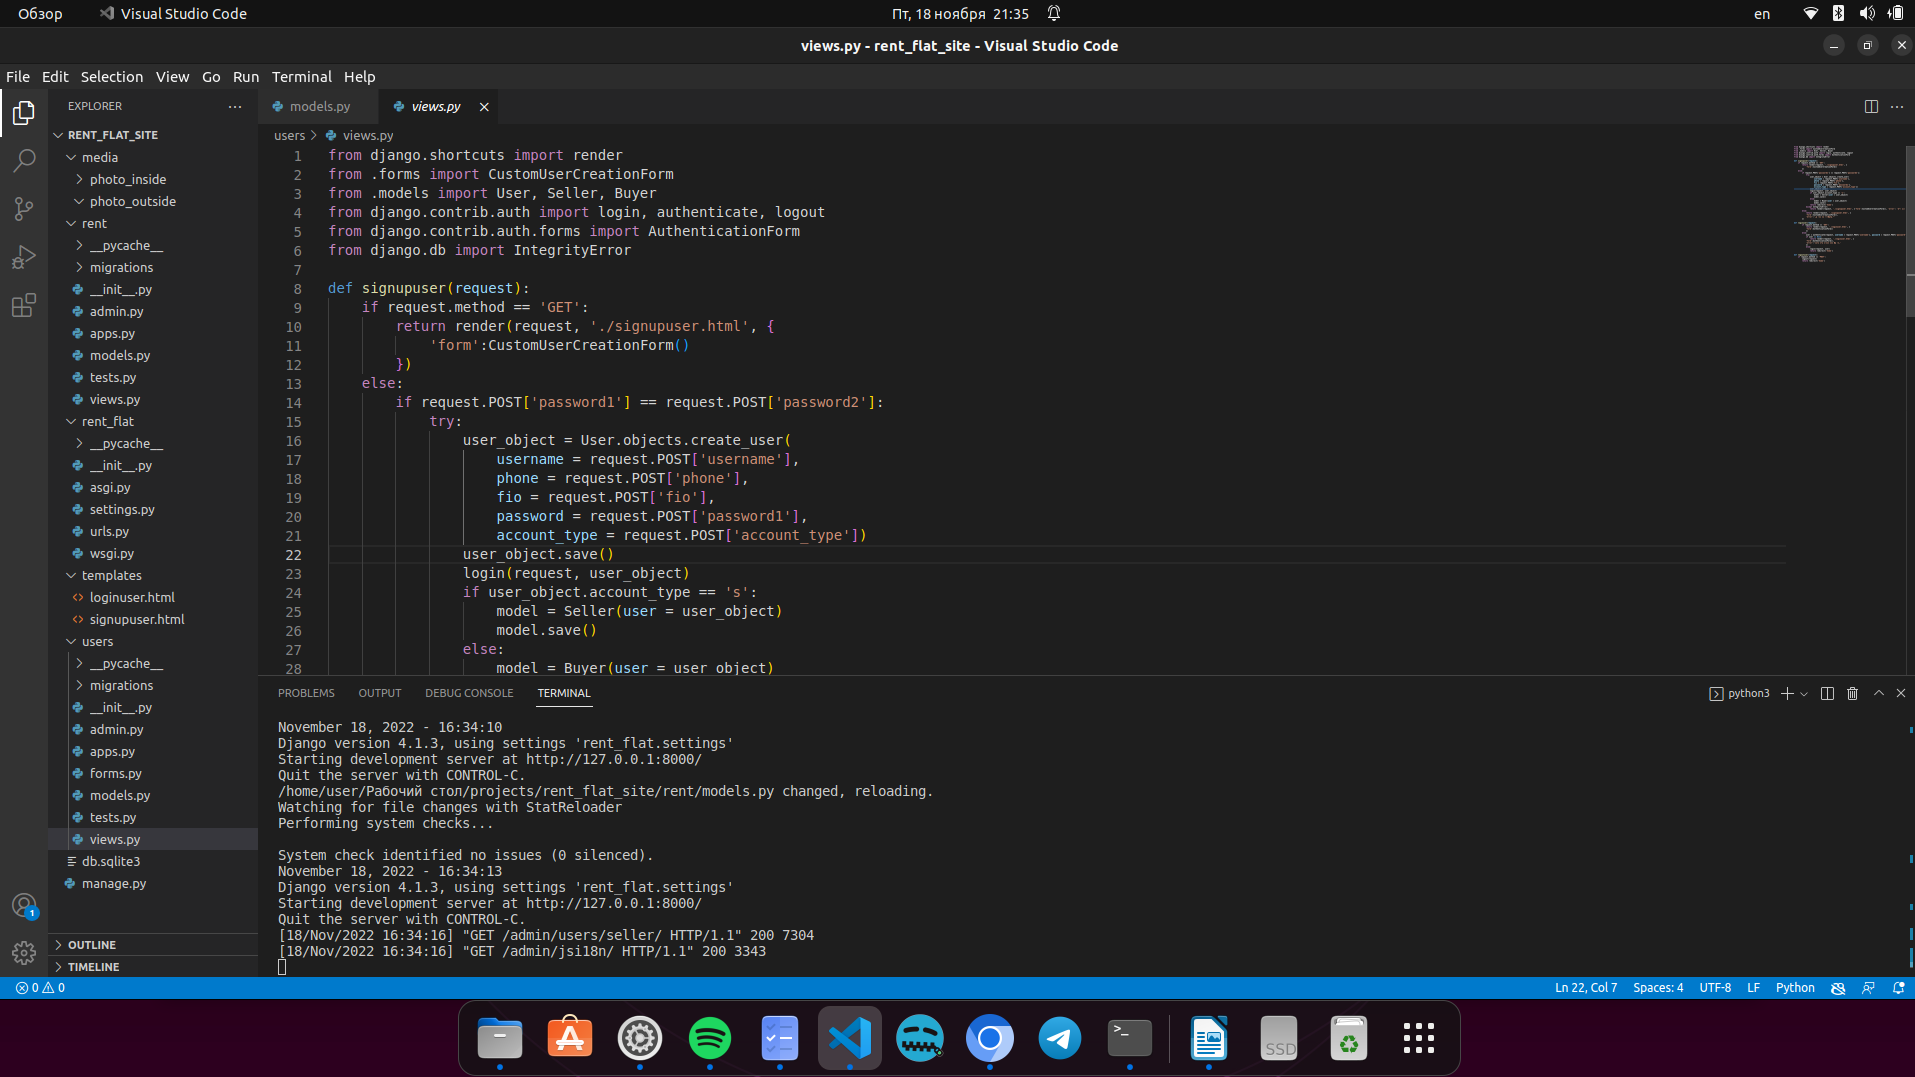 Обзор
Visual Studio Code
Пт, 18 ноября 21:35
en
views.py - rent_flat_site - Visual Studio Code
File Edit Selection View Go Run Terminal Help
EXPLORER
RENT_FLAT_SITE
media
photo_inside
photo_outside
rent
__pycache__
migrations
__init__.py
admin.py
apps.py
models.py
tests.py
views.py
rent_flat
__pycache__
__init__.py
asgi.py
settings.py
urls.py
wsgi.py
templates
loginuser.html
signupuser.html
users
__pycache__
migrations
__init__.py
admin.py
apps.py
forms.py
models.py
tests.py
views.py
db.sqlite3
manage.py
OUTLINE
TIMELINE
models.py
views.py
users > views.py
1 from django.shortcuts import render
2 from .forms import CustomUserCreationForm
3 from .models import User, Seller, Buyer
4 from django.contrib.auth import login, authenticate, logout
5 from django.contrib.auth.forms import AuthenticationForm
6 from django.db import IntegrityError
7
8 def signupuser(request):
9 if request.method == 'GET':
10 return render(request, './signupuser.html', {
11 'form':CustomUserCreationForm()
12 })
13 else:
14 if request.POST['password1'] == request.POST['password2']:
15 try:
16 user_object = User.objects.create_user(
17 username = request.POST['username'],
18 phone = request.POST['phone'],
19 fio = request.POST['fio'],
20 password = request.POST['password1'],
21 account_type = request.POST['account_type'])
22 user_object.save()
23 login(request, user_object)
24 if user_object.account_type == 's':
25 model = Seller(user = user_object)
26 model.save()
27 else:
28 model = Buyer(user = user_object)
PROBLEMS OUTPUT DEBUG CONSOLE TERMINAL
python3
November 18, 2022 - 16:34:10
Django version 4.1.3, using settings 'rent_flat.settings'
Starting development server at http://127.0.0.1:8000/
Quit the server with CONTROL-C.
/home/user/Рабочий стол/projects/rent_flat_site/rent/models.py changed, reloading.
Watching for file changes with StatReloader
Performing system checks...
System check identified no issues (0 silenced).
November 18, 2022 - 16:34:13
Django version 4.1.3, using settings 'rent_flat.settings'
Starting development server at http://127.0.0.1:8000/
Quit the server with CONTROL-C.
[18/Nov/2022 16:34:16] "GET /admin/users/seller/ HTTP/1.1" 200 7304
[18/Nov/2022 16:34:16] "GET /admin/jsi18n/ HTTP/1.1" 200 3343
1
0 0
Ln 22, Col 7 Spaces: 4 UTF-8 LF Python
SSD